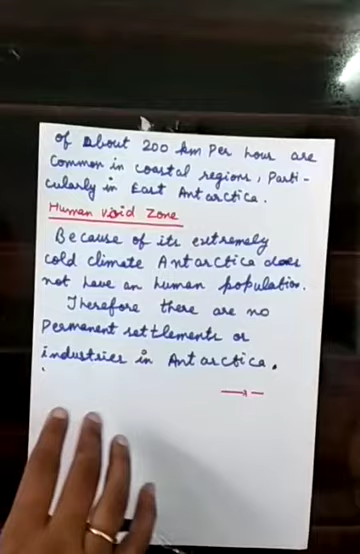 of about 200 km Per hour are
common in coastal regions, Parti-
cularly in East Antarctica.
Human void Zone
Because of its extremely
cold climate Antarctica does
not have an human population.
Therefore there are no
Permanent settlements or
industries in Antarctica.